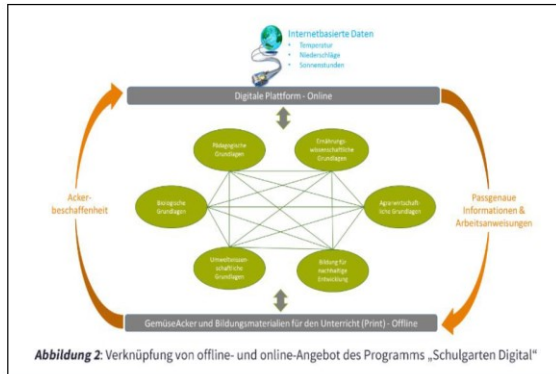 Internetbasierte Daten
• Temperatur
• Niederschläge
• Sonnenstunden
Digitale Plattform - Online
Pädagogische
Grundlagen
Ernährungs
wissenschaftliche
Grundlagen
Acker-
beschaffenheit
Biologische
Grundlagen
Agrarwirtschaft-
liche Grundlagen
Passgenaue
Informationen &
Arbeitsanweisungen
Umweltwissen
schaftliche
Grundlagen
Bildung für
nachhaltige
Entwicklung
GemüseAcker und Bildungsmaterialien für den Unterricht (Print) - Offline
Abbildung 2: Verknüpfung von offline- und online-Angebot des Programms „Schulgarten Digital"